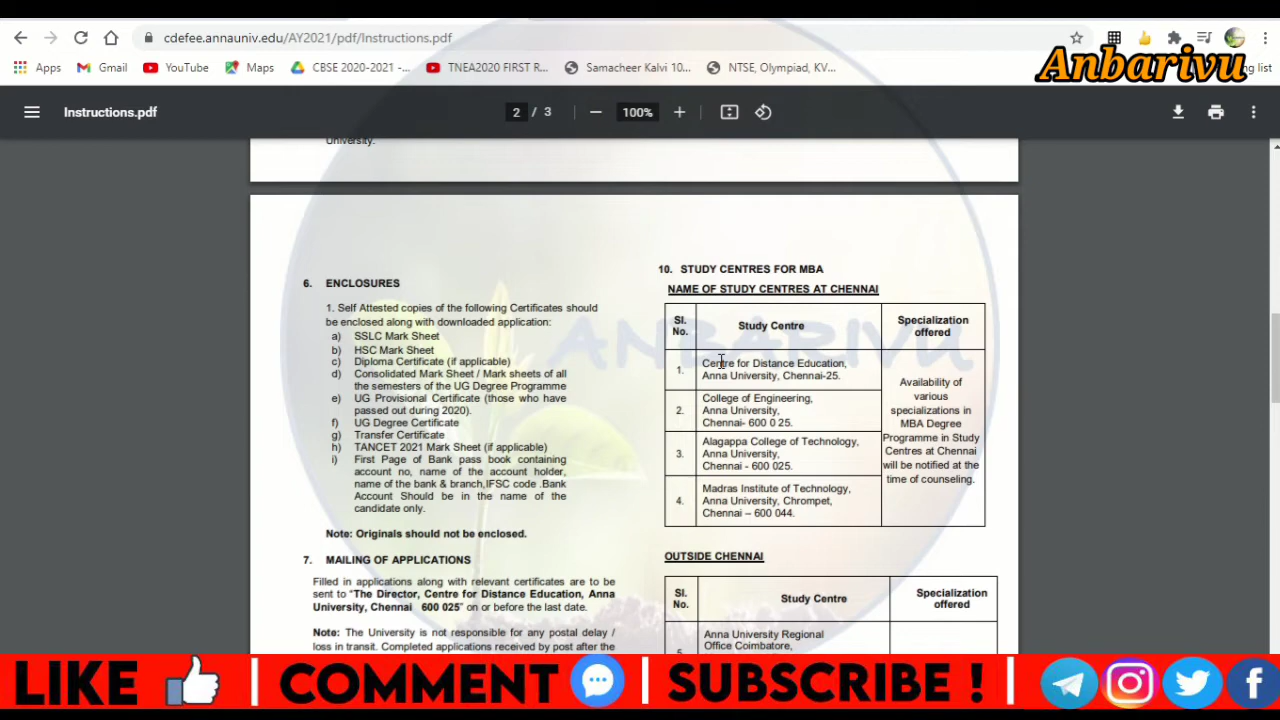 cdefee.annauniv.edu/AY2021/pdf/Instructions.pdf
Apps Gmail YouTube Maps CBSE 2020-2021 -... TNEA2020 FIRST R... Samacheer Kalvi 10... NTSE, Olympiad, KV...
Anbarivu
ng list
Instructions.pdf 2 / 3 100%
University.
6. ENCLOSURES
1. Self Attested copies of the following Certificates should
be enclosed along with downloaded application:
a) SSLC Mark Sheet
b) HSC Mark Sheet
c) Diploma Certificate (if applicable)
d) Consolidated Mark Sheet / Mark sheets of all
the semesters of the UG Degree Programme
e) UG Provisional Certificate (those who have
passed out during 2020).
f) UG Degree Certificate
g) Transfer Certificate
h) TANCET 2021 Mark Sheet (if applicable)
i) First Page of Bank pass book containing
account no, name of the account holder,
name of the bank & branch,IFSC code .Bank
Account Should be in the name of the
candidate only.
Note: Originals should not be enclosed.
7. MAILING OF APPLICATIONS
Filled in applications along with relevant certificates are to be
sent to “The Director, Centre for Distance Education, Anna
University, Chennai 600 025” on or before the last date.
Note: The University is not responsible for any postal delay /
loss in transit. Completed applications received by post after the
10. STUDY CENTRES FOR MBA
NAME OF STUDY CENTRES AT CHENNAI
Sl. No. Study Centre Specialization offered
1. Centre for Distance Education,
Anna University, Chennai-25.
2. College of Engineering,
Anna University,
Chennai- 600 0 25.
3. Alagappa College of Technology,
Anna University,
Chennai - 600 025.
4. Madras Institute of Technology,
Anna University, Chrompet,
Chennai – 600 044.
Availability of
various
specializations in
MBA Degree
Programme in Study
Centres at Chennai
will be notified at the
time of counseling.
OUTSIDE CHENNAI
Sl. No. Study Centre Specialization offered
5. Anna University Regional
Office Coimbatore,
ANBARIVU
LIKE | COMMENT | SUBSCRIBE ! |